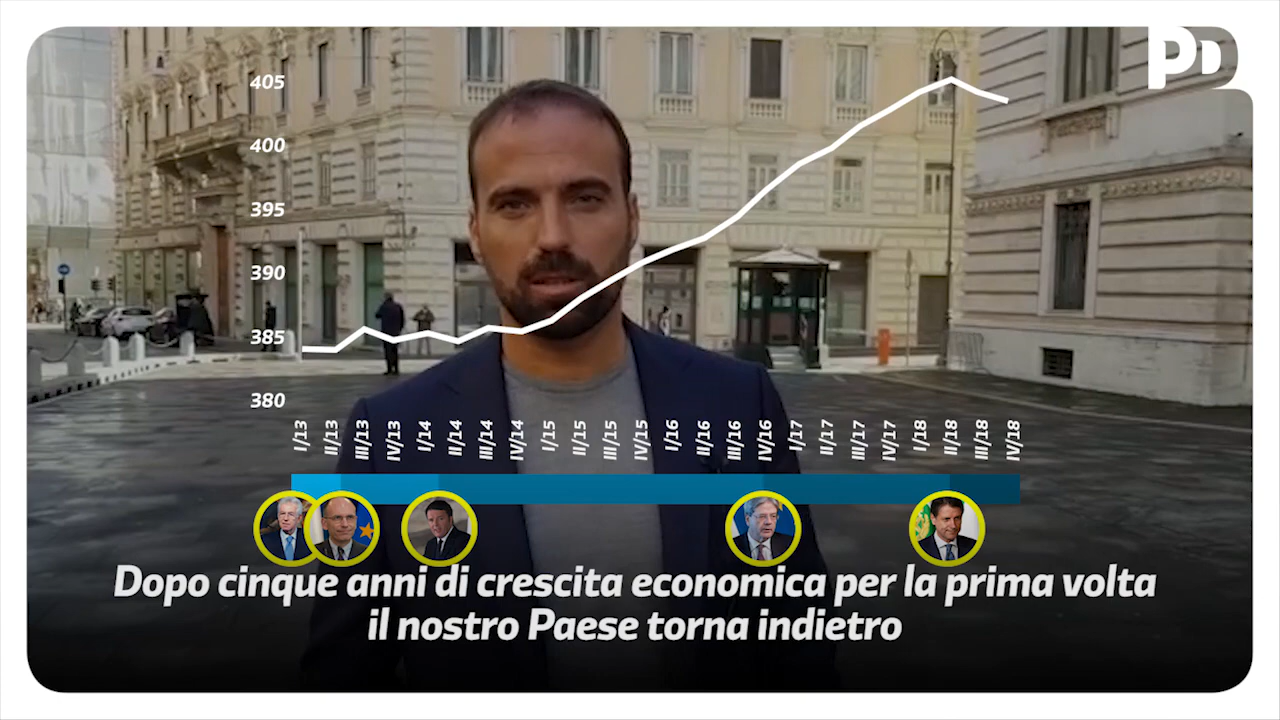 PD
405
400
395
390
385
380
I/13
II/13
III/13
IV/13
I/14
II/14
III/14
IV/14
I/15
II/15
III/15
IV/15
I/16
II/16
III/16
IV/16
I/17
II/17
III/17
IV/17
I/18
II/18
III/18
IV/18
Dopo cinque anni di crescita economica per la prima volta
il nostro Paese torna indietro